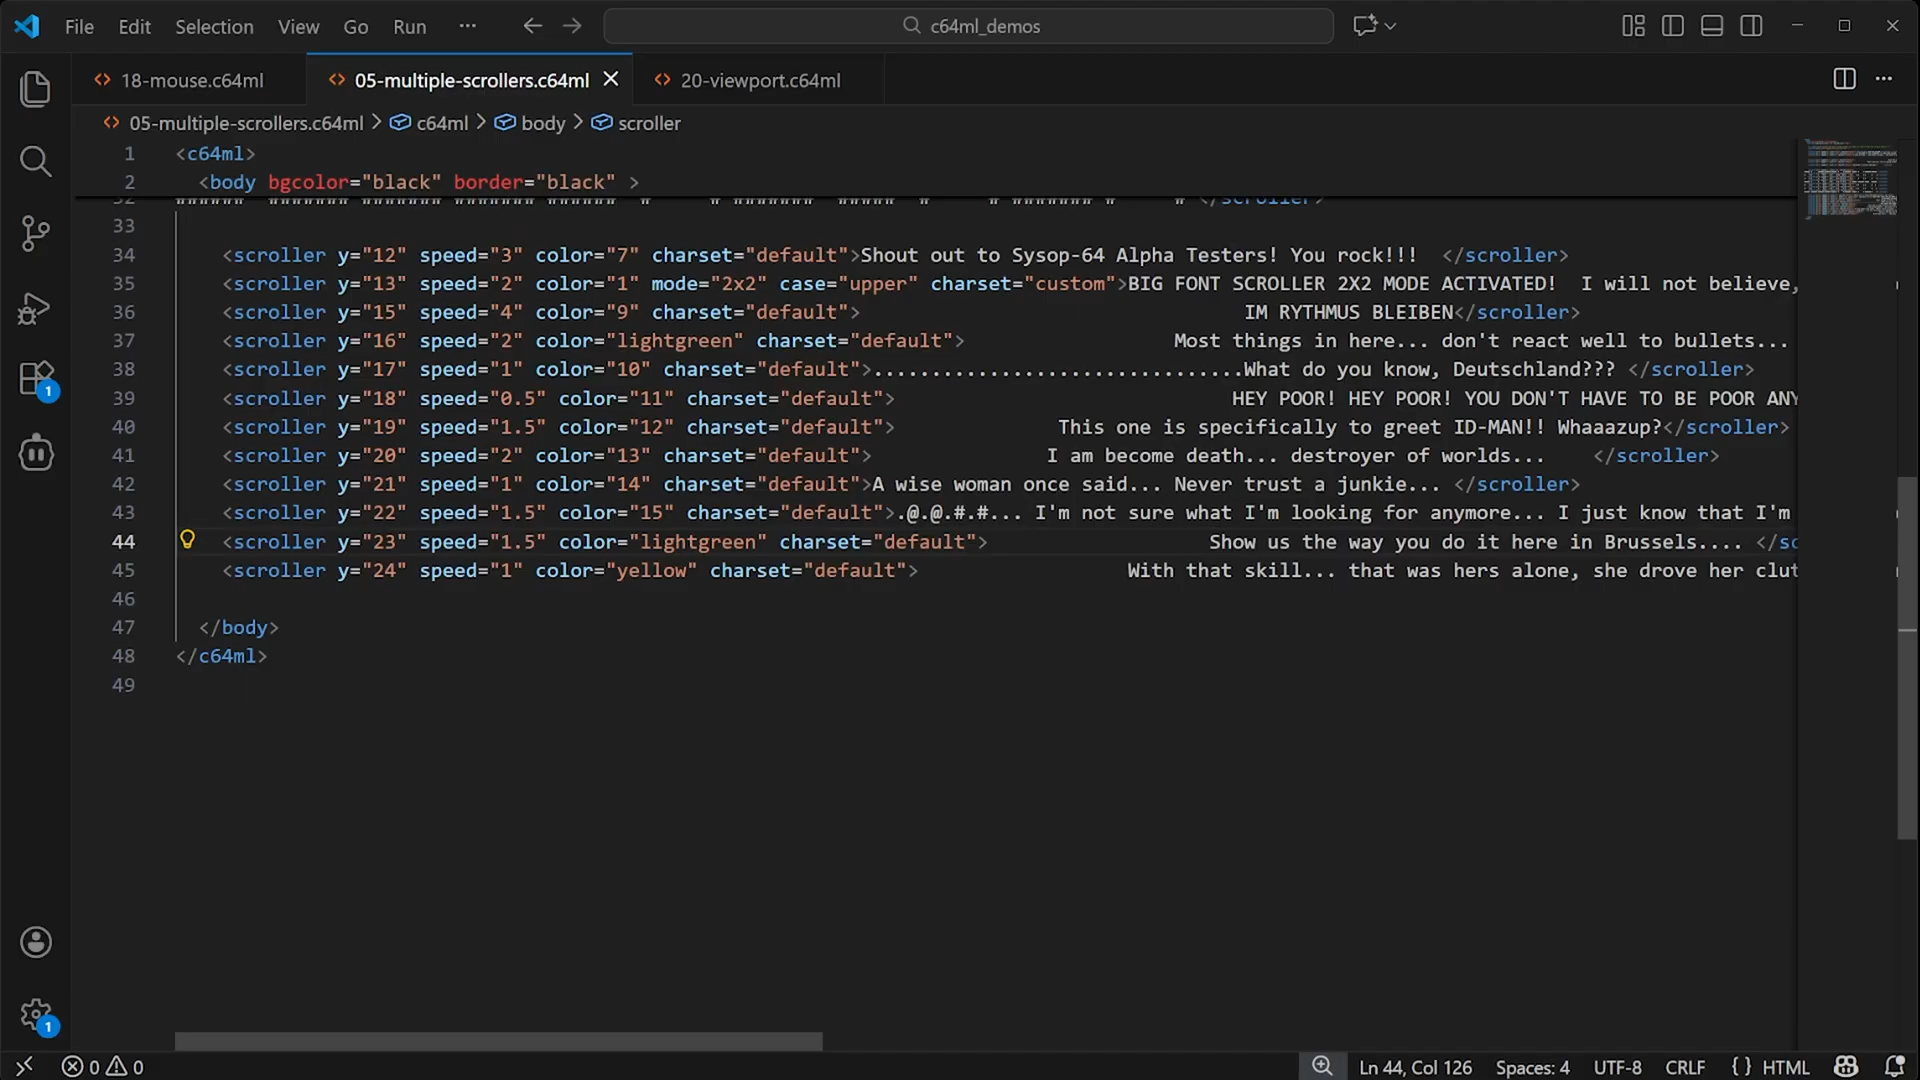 File Edit Selection View Go Run ··· c64ml_demos
18-mouse.c64ml 05-multiple-scrollers.c64ml 20-viewport.c64ml
05-multiple-scrollers.c64ml > c64ml > body > scroller
1 <c64ml>
2 <body bgcolor="black" border="black" >
33
34 <scroller y="12" speed="3" color="7" charset="default">Shout out to Sysop-64 Alpha Testers! You rock!!! </scroller>
35 <scroller y="13" speed="2" color="1" mode="2x2" case="upper" charset="custom">BIG FONT SCROLLER 2X2 MODE ACTIVATED! I will not believe,
36 <scroller y="15" speed="4" color="9" charset="default"> IM RYTHMUS BLEIBEN</scroller>
37 <scroller y="16" speed="2" color="lightgreen" charset="default"> Most things in here... don't react well to bullets...
38 <scroller y="17" speed="1" color="10" charset="default">................................What do you know, Deutschland??? </scroller>
39 <scroller y="18" speed="0.5" color="11" charset="default"> HEY POOR! HEY POOR! YOU DON'T HAVE TO BE POOR ANY
40 <scroller y="19" speed="1.5" color="12" charset="default"> This one is specifically to greet ID-MAN!! Whaaazup?</scroller>
41 <scroller y="20" speed="2" color="13" charset="default"> I am become death... destroyer of worlds... </scroller>
42 <scroller y="21" speed="1" color="14" charset="default">A wise woman once said... Never trust a junkie... </scroller>
43 <scroller y="22" speed="1.5" color="15" charset="default">.@.@.#.#... I'm not sure what I'm looking for anymore... I just know that I'm
44 <scroller y="23" speed="1.5" color="lightgreen" charset="default"> Show us the way you do it here in Brussels.... </sc
45 <scroller y="24" speed="1" color="yellow" charset="default"> With that skill... that was hers alone, she drove her clut
46
47 </body>
48 </c64ml>
49
1
1
0 0 Ln 44, Col 126 Spaces: 4 UTF-8 CRLF {} HTML